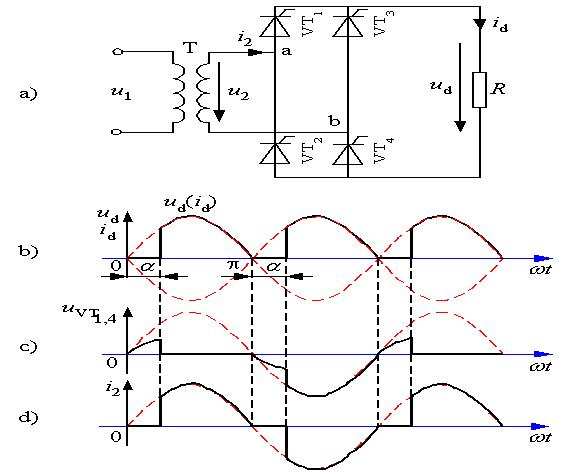 a)
u1
T
u2
i2
a
b
VT1
VT3
VT2
VT4
ud
id
R
b)
ud
id
ud(id)
0
α
π
α
ωt
c)
uVT1,4
0
ωt
d)
i2
0
ωt